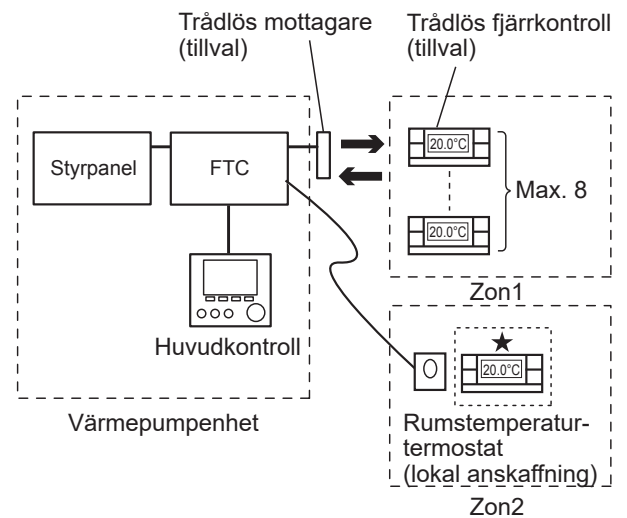 Trådlös mottagare
(tillval)
Trådlös fjärrkontroll
(tillval)
Styrpanel
FTC
20.0°C
Max. 8
20.0°C
Zon1
Huvudkontroll
★
20.0°C
Värmepumpenhet
Rumstemperatur-
termostat
(lokal anskaffning)
Zon2